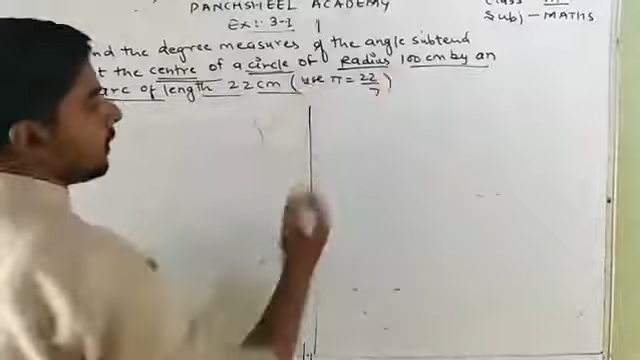 PANCHSHEEL ACADEMY
Ex:- 3-1
Subj - MATHS
nd the degree measures of the angle subtend
t the centre of a circle of radius 100 cm by an
arc of length 22 cm (use π = 22/7)